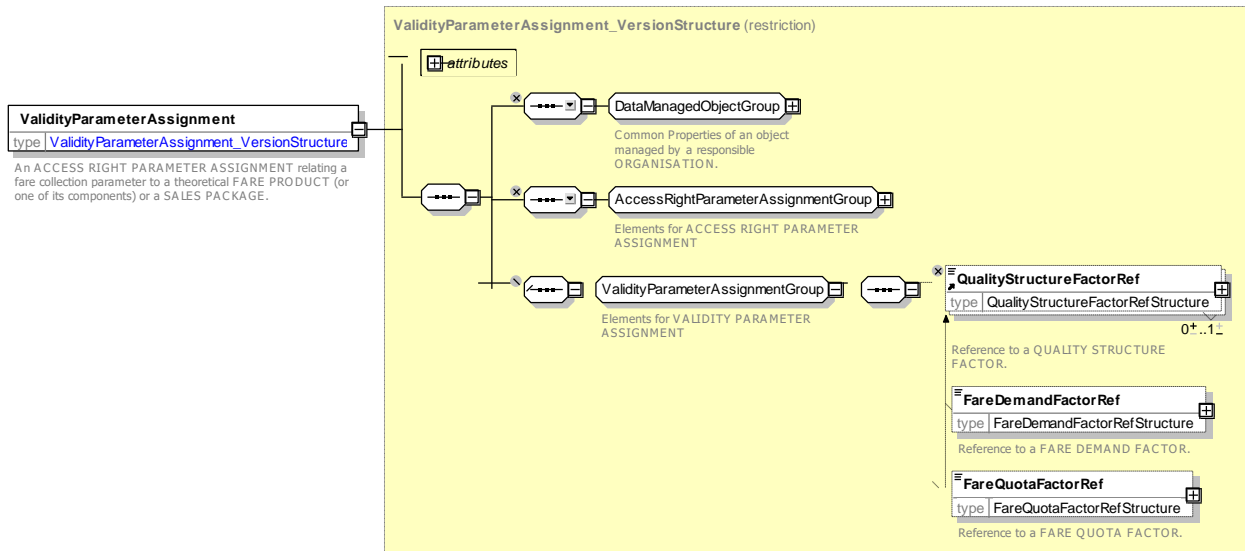 ValidityParameterAssignment_VersionStructure (restriction)
attributes
ValidityParameterAssignment
type ValidityParameterAssignment_VersionStructure
An ACCESS RIGHT PARAMETER ASSIGNMENT relating a
fare collection parameter to a theoretical FARE PRODUCT (or
one of its components) or a SALES PACKAGE.
DataManagedObjectGroup
Common Properties of an object
managed by a responsible
ORGANISATION.
AccessRightParameterAssignmentGroup
Elements for ACCESS RIGHT PARAMETER
ASSIGNMENT
ValidityParameterAssignmentGroup
Elements for VALIDITY PARAMETER
ASSIGNMENT
QualityStructureFactorRef
type QualityStructureFactorRefStructure
0..1
Reference to a QUALITY STRUCTURE
FACTOR.
FareDemandFactorRef
type FareDemandFactorRefStructure
Reference to a FARE DEMAND FACTOR.
FareQuotaFactorRef
type FareQuotaFactorRefStructure
Reference to a FARE QUOTA FACTOR.